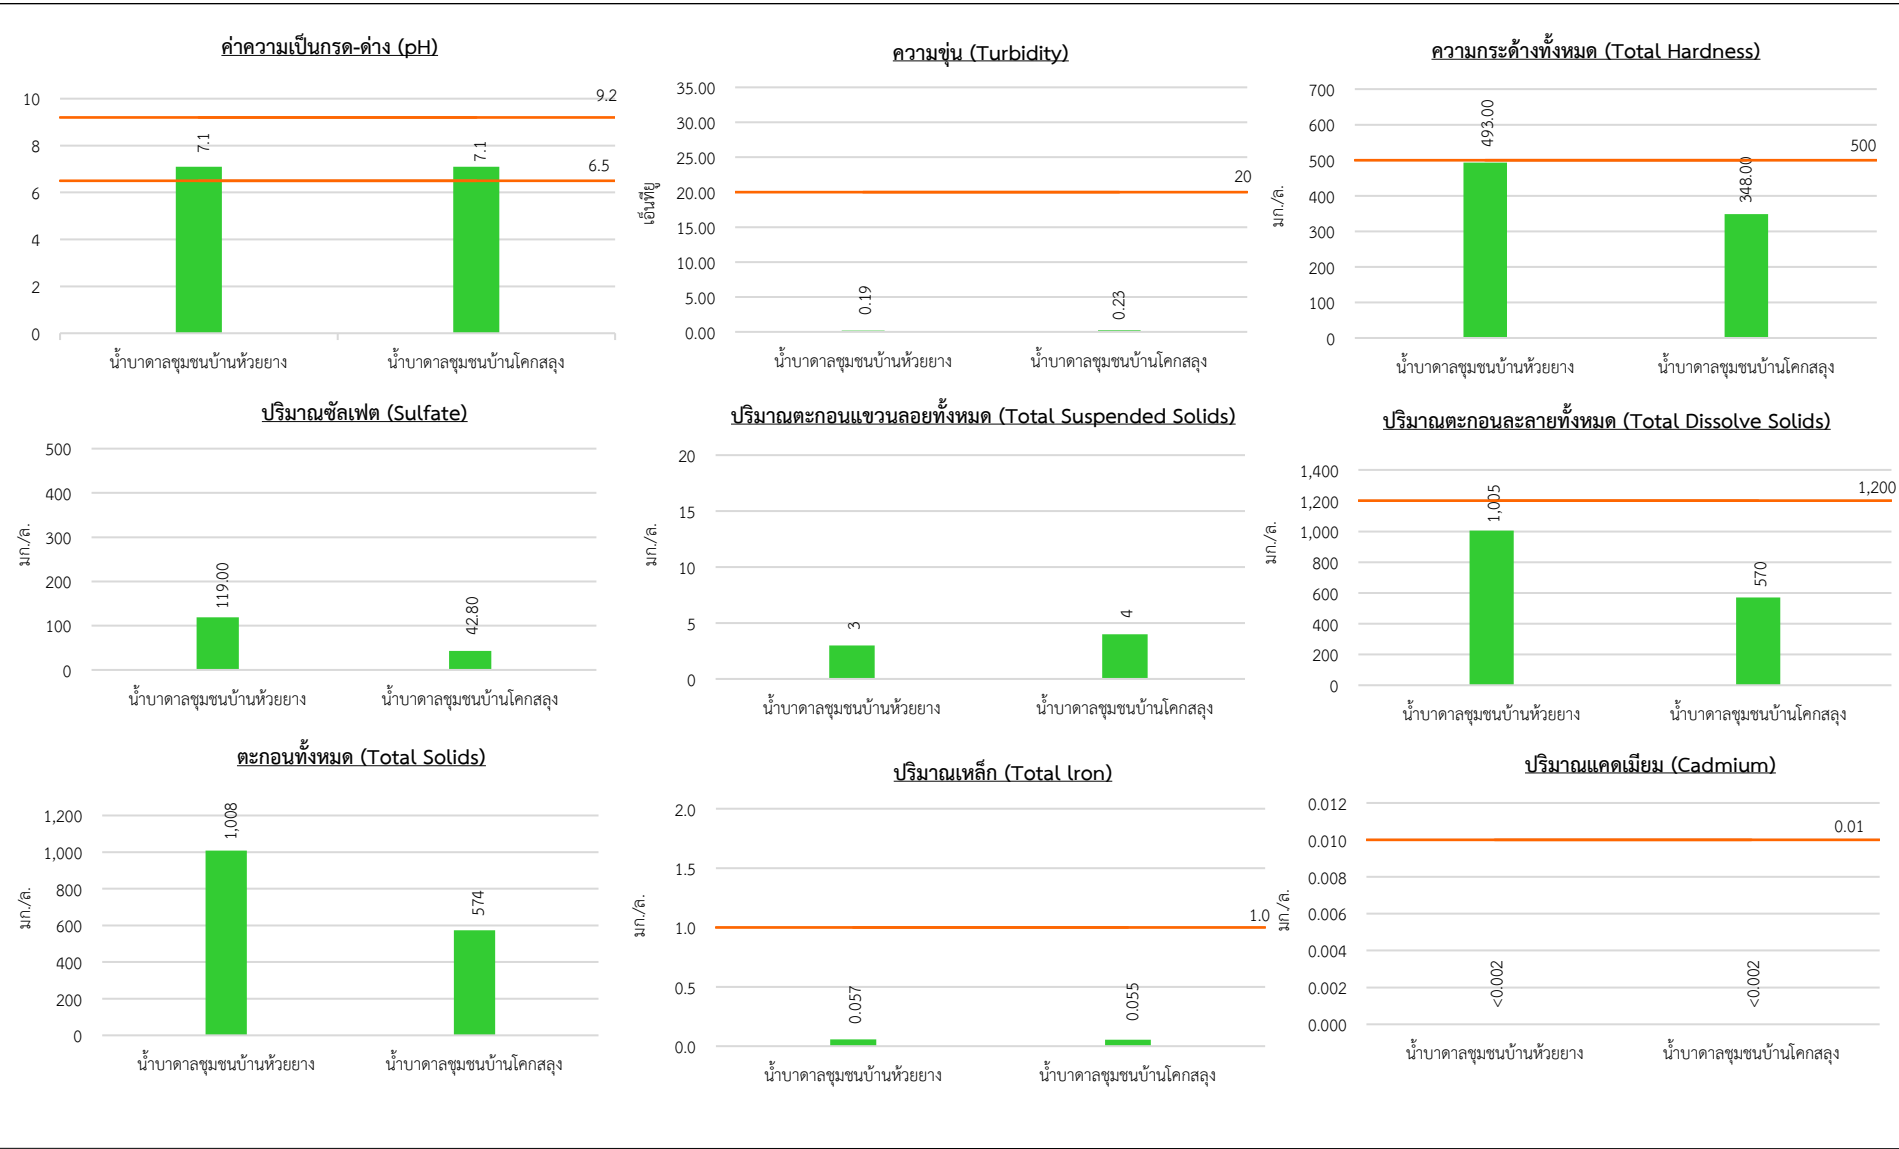 ค่าความเป็นกรด-ด่าง (pH)
10
8
6
4
2
0
9.2
6.5
7.1
7.1
น้ำบาดาลชุมชนบ้านห้วยยาง
น้ำบาดาลชุมชนบ้านโคกสลุง
ความขุ่น (Turbidity)
35.00
30.00
25.00
20.00
15.00
10.00
5.00
0.00
เอ็นทียู
20
0.19
0.23
น้ำบาดาลชุมชนบ้านห้วยยาง
น้ำบาดาลชุมชนบ้านโคกสลุง
ความกระด้างทั้งหมด (Total Hardness)
700
600
500
400
300
200
100
0
มก./ล.
500
493.00
348.00
น้ำบาดาลชุมชนบ้านห้วยยาง
น้ำบาดาลชุมชนบ้านโคกสลุง
ปริมาณซัลเฟต (Sulfate)
500
400
300
200
100
0
มก./ล.
119.00
42.80
น้ำบาดาลชุมชนบ้านห้วยยาง
น้ำบาดาลชุมชนบ้านโคกสลุง
ปริมาณตะกอนแขวนลอยทั้งหมด (Total Suspended Solids)
20
15
10
5
0
มก./ล.
3
4
น้ำบาดาลชุมชนบ้านห้วยยาง
น้ำบาดาลชุมชนบ้านโคกสลุง
ปริมาณตะกอนละลายทั้งหมด (Total Dissolve Solids)
1,400
1,200
1,000
800
600
400
200
0
มก./ล.
1,200
1,005
570
น้ำบาดาลชุมชนบ้านห้วยยาง
น้ำบาดาลชุมชนบ้านโคกสลุง
ตะกอนทั้งหมด (Total Solids)
1,200
1,000
800
600
400
200
0
มก./ล.
1,008
574
น้ำบาดาลชุมชนบ้านห้วยยาง
น้ำบาดาลชุมชนบ้านโคกสลุง
ปริมาณเหล็ก (Total lron)
2.0
1.5
1.0
0.5
0.0
มก./ล.
1.0
0.057
0.055
น้ำบาดาลชุมชนบ้านห้วยยาง
น้ำบาดาลชุมชนบ้านโคกสลุง
ปริมาณแคดเมียม (Cadmium)
0.012
0.010
0.008
0.006
0.004
0.002
0.000
มก./ล.
0.01
<0.002
<0.002
น้ำบาดาลชุมชนบ้านห้วยยาง
น้ำบาดาลชุมชนบ้านโคกสลุง